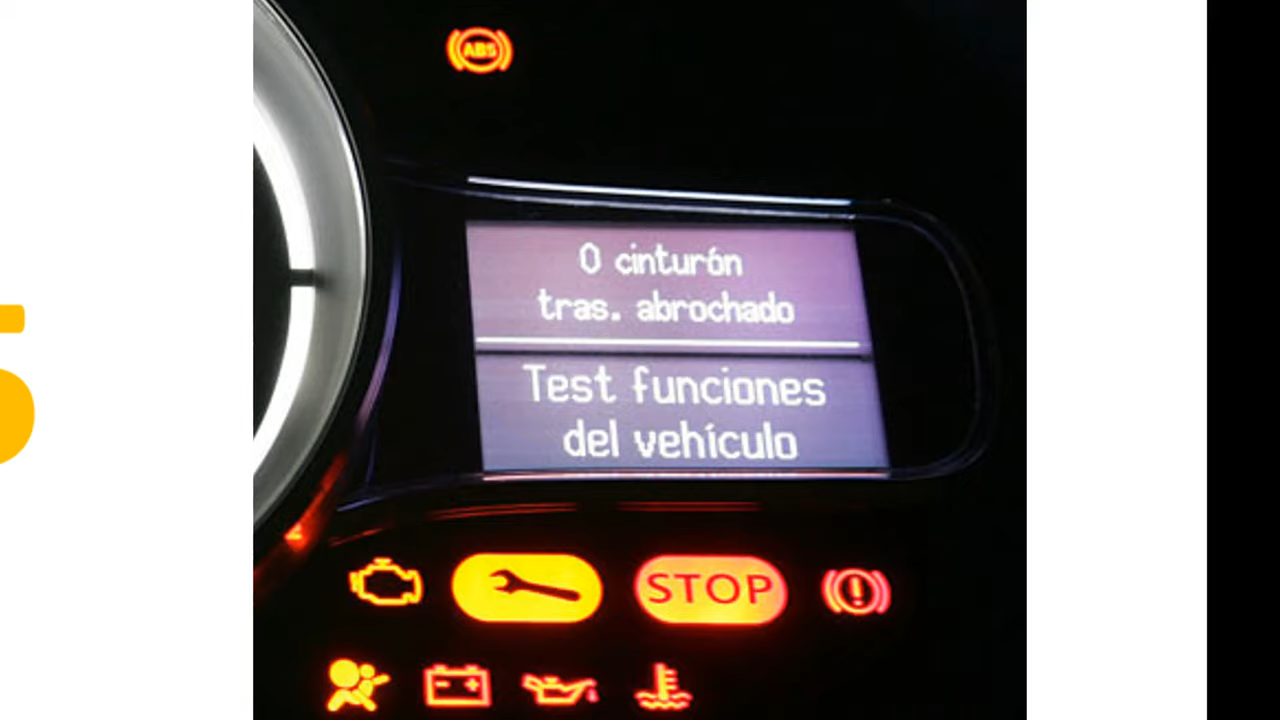 ABS
0 cinturón
tras. abrochado
Test funciones
del vehículo
STOP